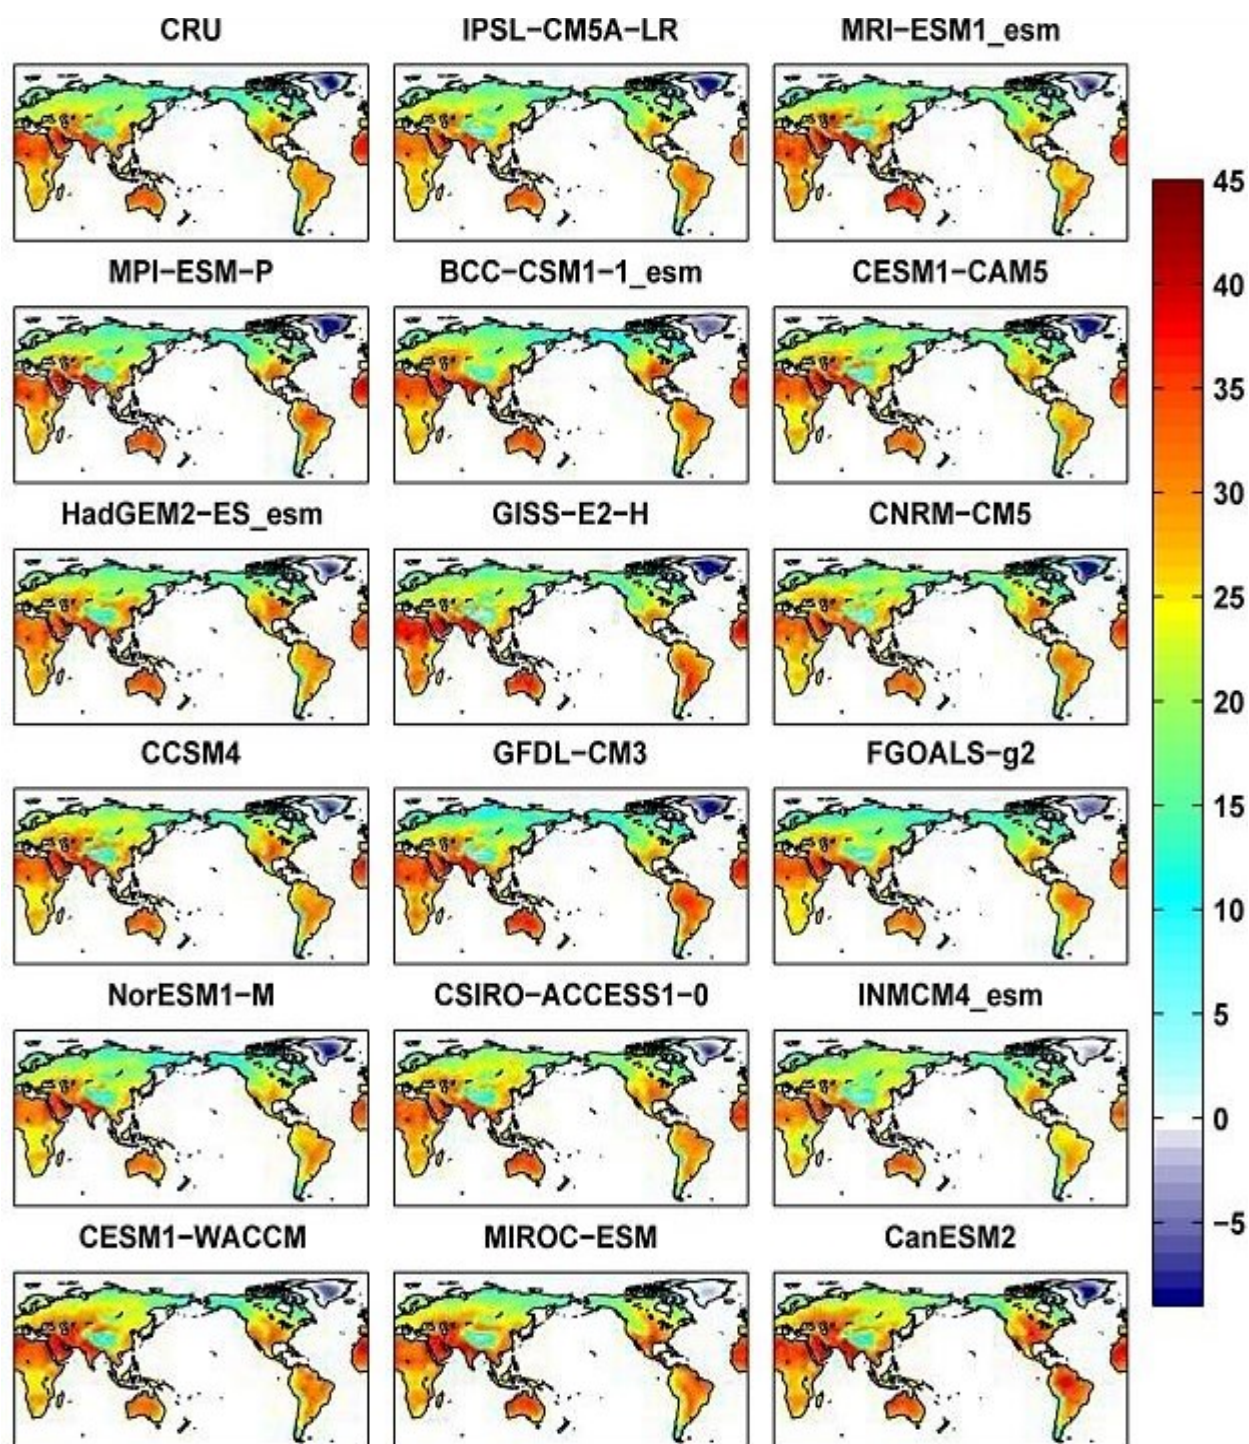 CRU IPSL−CM5A−LR MRI−ESM1_esm
MPI−ESM−P BCC−CSM1−1_esm CESM1−CAM5
HadGEM2−ES_esm GISS−E2−H CNRM−CM5
CCSM4 GFDL−CM3 FGOALS−g2
NorESM1−M CSIRO−ACCESS1−0 INMCM4_esm
CESM1−WACCM MIROC−ESM CanESM2
45
40
35
30
25
20
15
10
5
0
−5